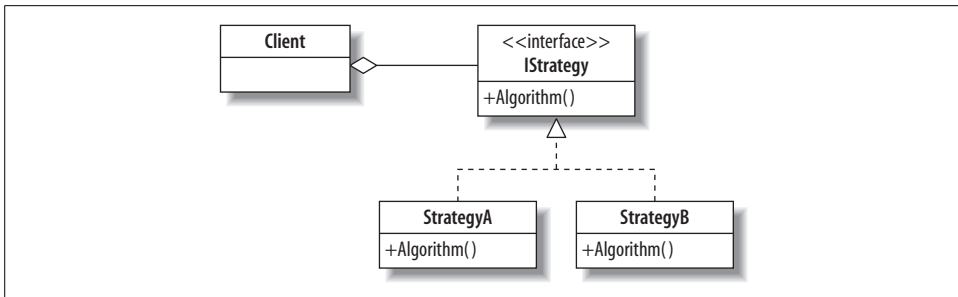 Client
<<interface>>
IStrategy
+Algorithm()
StrategyA
+Algorithm()
StrategyB
+Algorithm()